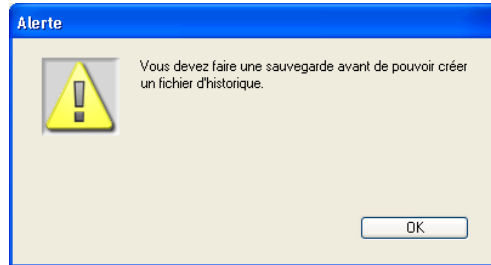 Alerte
Vous devez faire une sauvegarde avant de pouvoir créer
un fichier d'historique.
OK